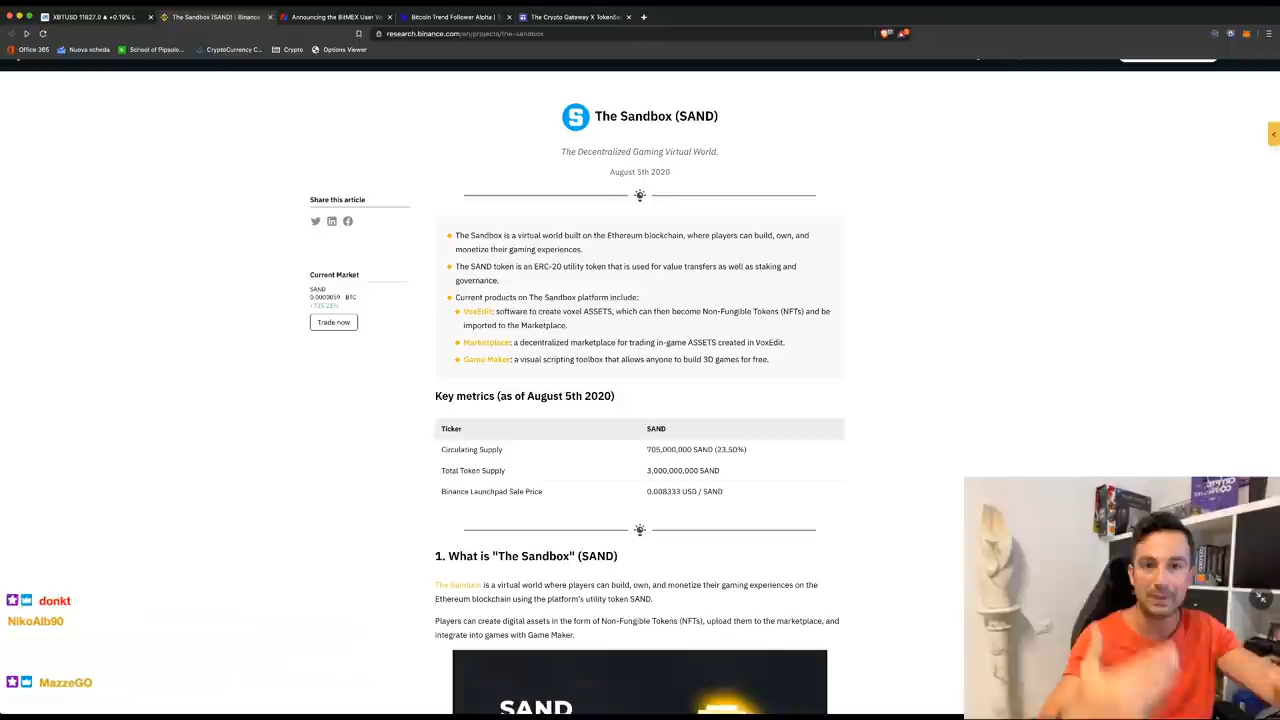 XBTUSD 11827.0 ▲ +0.19% L
The Sandbox (SAND) | Binance
Announcing the BitMEX User V
Bitcoin Trend Follower Alpha | S
The Crypto Gateway X TokenSe
research.binance.com/en/projects/the-sandbox
Office 365
Nuova scheda
School of Pipsolo...
CryptoCurrency C...
Crypto
Options Viewer
The Sandbox (SAND)
The Decentralized Gaming Virtual World.
August 5th 2020
Share this article
Current Market
SAND
0.0000059 BTC
Trade now
The Sandbox is a virtual world built on the Ethereum blockchain, where players can build, own, and
monetize their gaming experiences.
The SAND token is an ERC-20 utility token that is used for value transfers as well as staking and
governance.
Current products on The Sandbox platform include:
VoxEdit: software to create voxel ASSETS, which can then become Non-Fungible Tokens (NFTs) and be
imported to the Marketplace.
Marketplace: a decentralized marketplace for trading in-game ASSETS created in VoxEdit.
Game Maker: a visual scripting toolbox that allows anyone to build 3D games for free.
Key metrics (as of August 5th 2020)
Ticker SAND
Circulating Supply 705,000,000 SAND (23.50%)
Total Token Supply 3,000,000,000 SAND
Binance Launchpad Sale Price 0.008333 USD / SAND
1. What is "The Sandbox" (SAND)
The Sandbox is a virtual world where players can build, own, and monetize their gaming experiences on the
Ethereum blockchain using the platform's utility token SAND.
Players can create digital assets in the form of Non-Fungible Tokens (NFTs), upload them to the marketplace, and
integrate into games with Game Maker.
SAND
donkt
NikoAlb90
MazzeGO